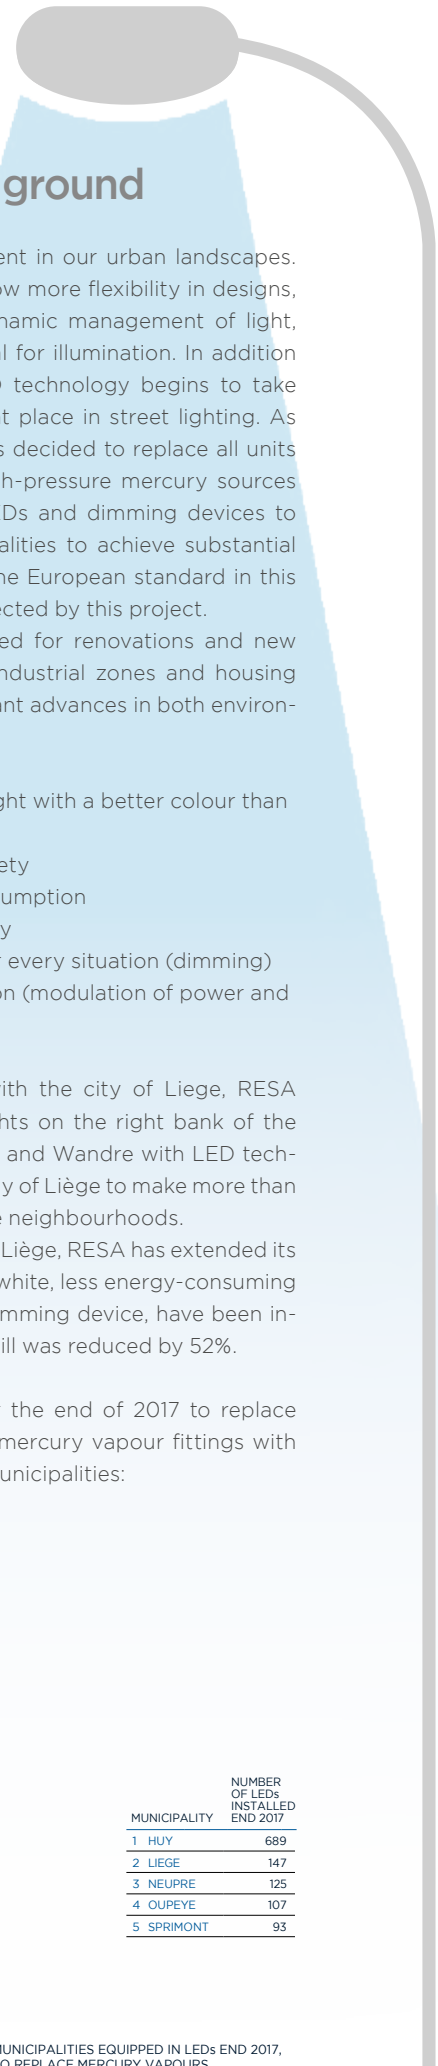 ground
ent in our urban landscapes.
ow more flexibility in designs,
namic management of light,
l for illumination. In addition
technology begins to take
t place in street lighting. As
s decided to replace all units
h-pressure mercury sources
EDs and dimming devices to
alities to achieve substantial
he European standard in this
ected by this project.
ed for renovations and new
ndustrial zones and housing
ant advances in both environ-
ght with a better colour than
ety
umption
y
every situation (dimming)
on (modulation of power and
with the city of Liege, RESA
hts on the right bank of the
and Wandre with LED tech-
y of Liège to make more than
e neighbourhoods.
Liège, RESA has extended its
white, less energy-consuming
imming device, have been in-
ill was reduced by 52%.
the end of 2017 to replace
mercury vapour fittings with
unicipalities:
MUNICIPALITY NUMBER OF LEDs INSTALLED END 2017
1 HUY 689
2 LIEGE 147
3 NEUPRE 125
4 OUPEYE 107
5 SPRIMONT 93
MUNICIPALITIES EQUIPPED IN LEDs END 2017,
O REPLACE MERCURY VAPOURS